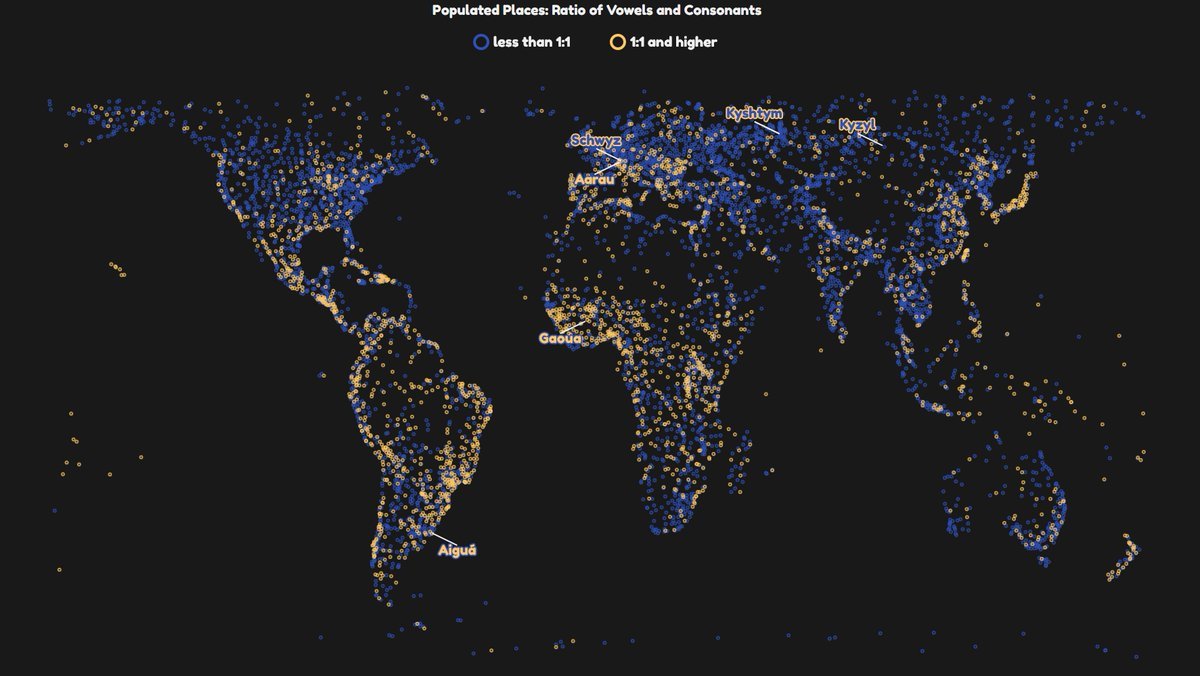 Populated Places: Ratio of Vowels and Consonants
less than 1:1
1:1 and higher
Kyshtym
Kyzyl
Schwyz
Aarau
Gaoua
Aiguá